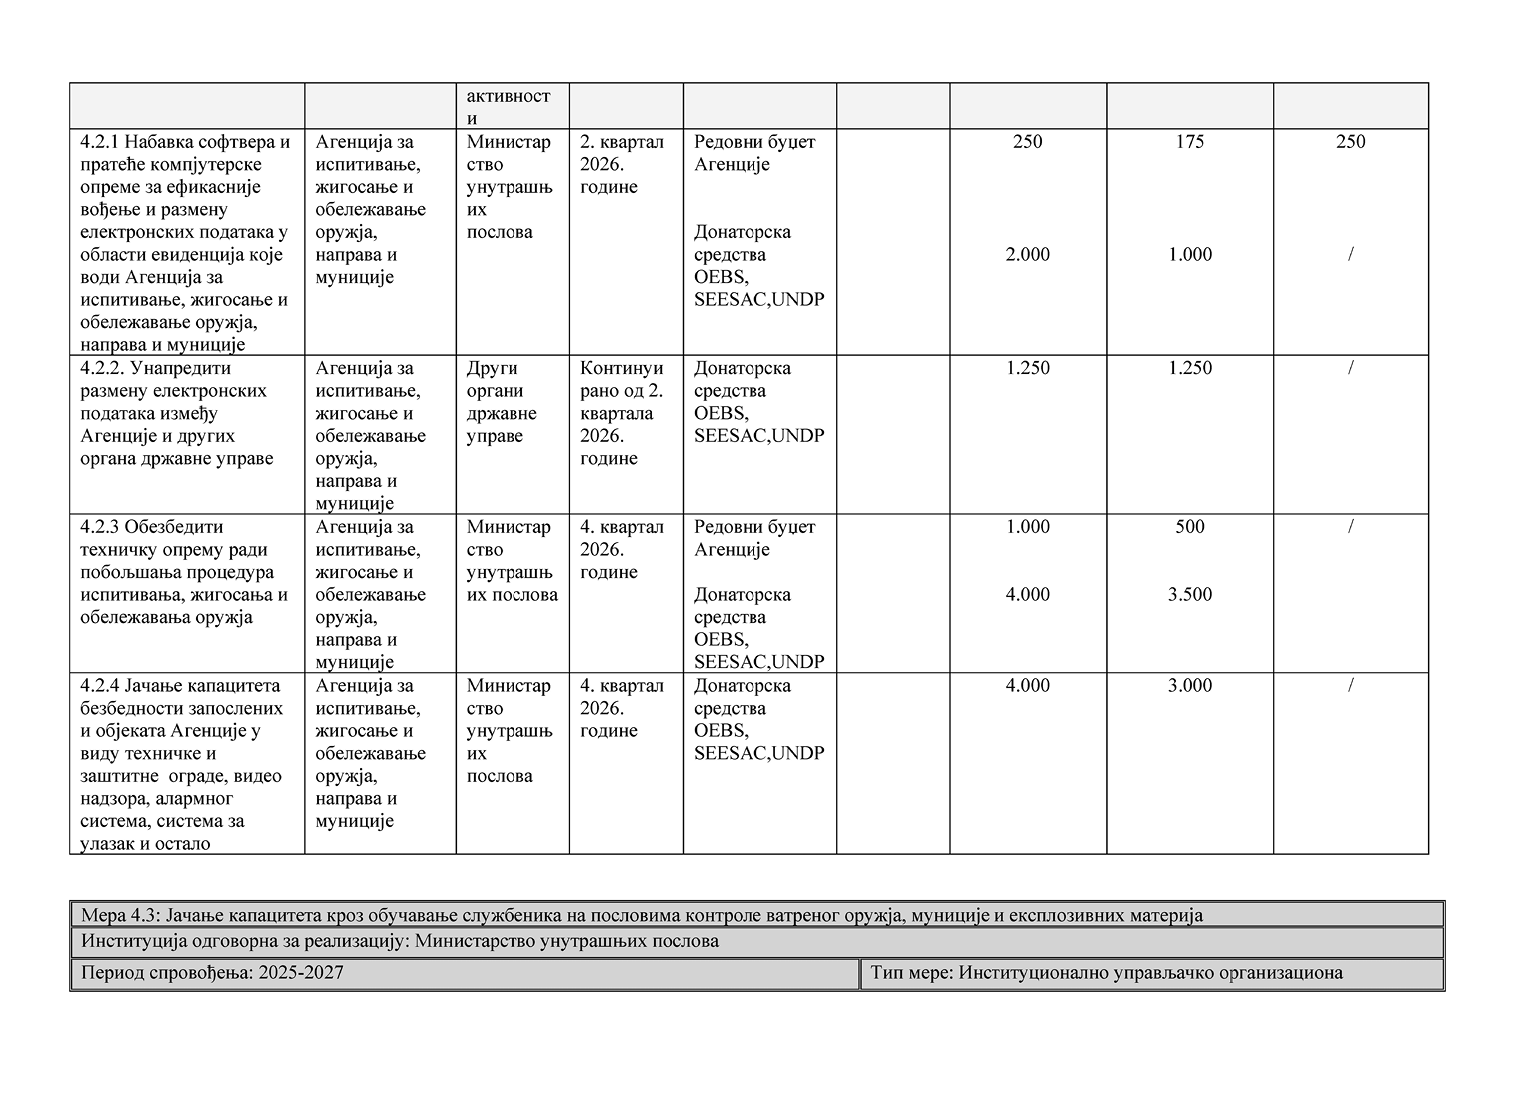 активност
и
4.2.1 Набавка софтвера и
пратеће компјутерске
опреме за ефикасније
вођење и размену
електронских података у
области евиденција које
води Агенција за
испитивање, жигосање и
обележавање оружја,
направа и муниције
Агенција за
испитивање,
жигосање и
обележавање
оружја,
направа и
муниције
Министар
ство
унутрашњ
их
послова
2. квартал
2026.
године
Редовни буџет
Агенције
Донаторска
средства
OEBS,
SEESAC,UNDP
250
2.000
175
1.000
250
/
4.2.2. Унапредити
размену електронских
података између
Агенције и других
органа државне управе
Агенција за
испитивање,
жигосање и
обележавање
оружја,
направа и
муниције
Други
органи
државне
управе
Континуи
рано од 2.
квартала
2026.
године
Донаторска
средства
OEBS,
SEESAC,UNDP
1.250
1.250
/
4.2.3 Обезбедити
техничку опрему ради
побољшања процедура
испитивања, жигосања и
обележавања оружја
Агенција за
испитивање,
жигосање и
обележавање
оружја,
направа и
муниције
Министар
ство
унутрашњ
их послова
4. квартал
2026.
године
Редовни буџет
Агенције
Донаторска
средства
OEBS,
SEESAC,UNDP
1.000
4.000
500
3.500
/
4.2.4 Јачање капацитета
безбедности запослених
и објеката Агенције у
виду техничке и
заштитне ограде, видео
надзора, алармног
система, система за
улазак и остало
Агенција за
испитивање,
жигосање и
обележавање
оружја,
направа и
муниције
Министар
ство
унутрашњ
их
послова
4. квартал
2026.
године
Донаторска
средства
OEBS,
SEESAC,UNDP
4.000
3.000
/
Мера 4.3: Јачање капацитета кроз обучавање службеника на пословима контроле ватреног оружја, муниције и експлозивних материја
Институција одговорна за реализацију: Министарство унутрашњих послова
Период спровођења: 2025-2027
Тип мере: Институционално управљачко организациона